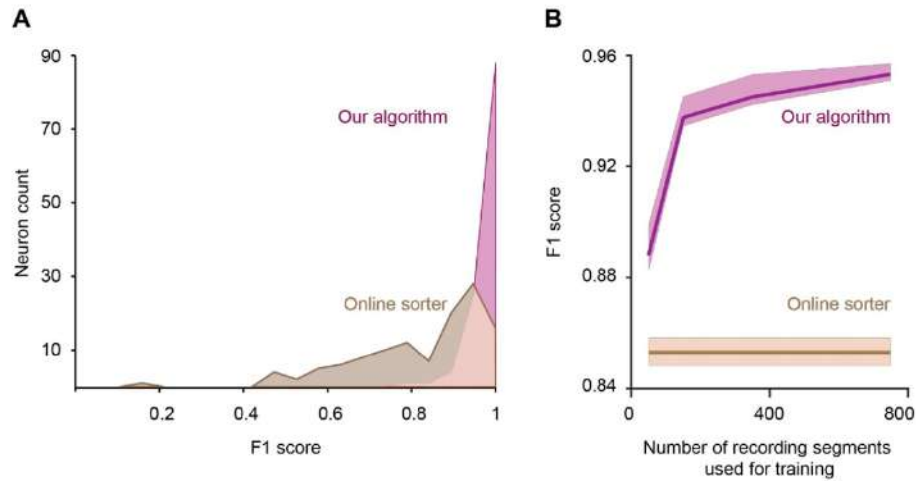 A
90
70
50
30
10
Neuron count
Our algorithm
Online sorter
0.2 0.4 0.6 0.8 1
F1 score
B
0.96
0.92
0.88
0.84
F1 score
Our algorithm
Online sorter
0 400 800
Number of recording segments
used for training